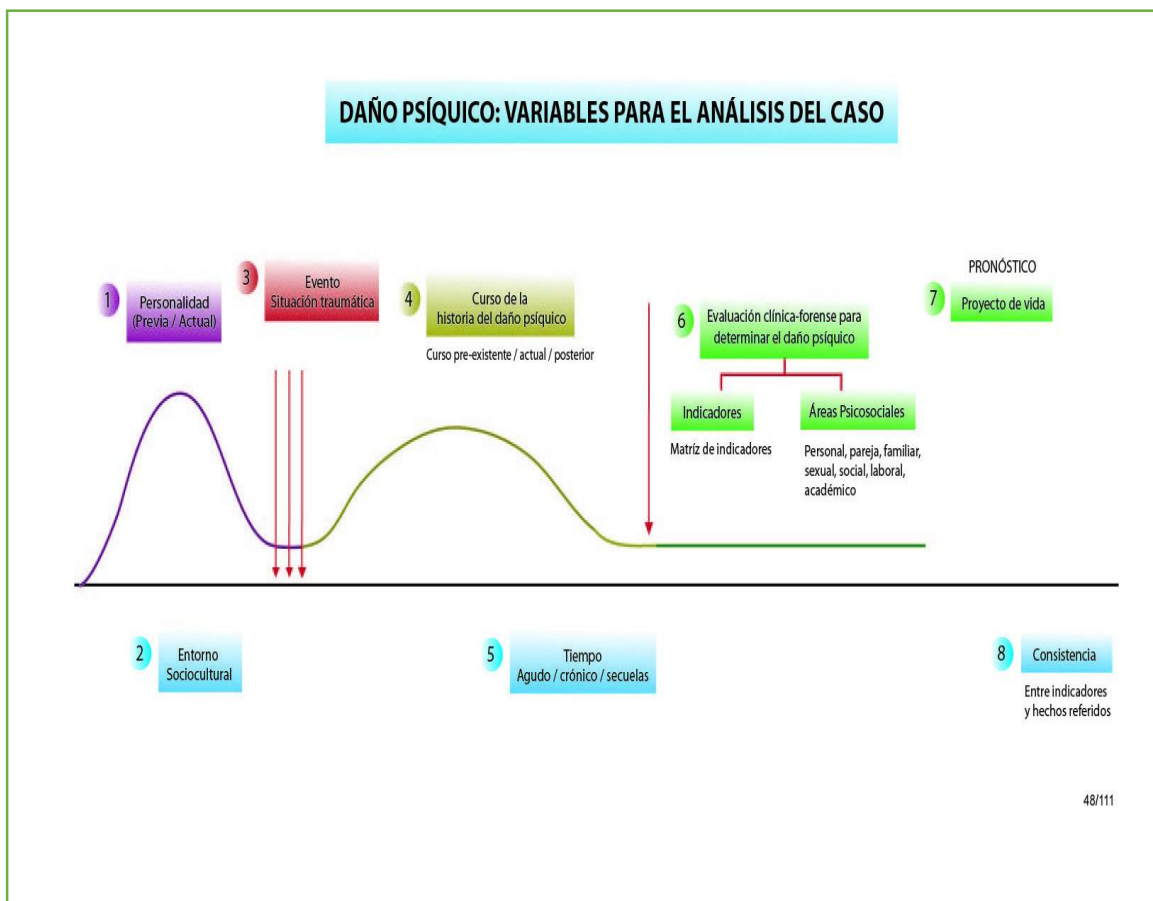 DAÑO PSÍQUICO: VARIABLES PARA EL ANÁLISIS DEL CASO
1
Personalidad
(Previa / Actual)
3
Evento
Situación traumática
4
Curso de la
historia del daño psíquico
Curso pre-existente / actual / posterior
6
Evaluación clínica-forense para
determinar el daño psíquico
Indicadores
Matríz de indicadores
Áreas Psicosociales
Personal, pareja, familiar,
sexual, social, laboral,
académico
PRONÓSTICO
7
Proyecto de vida
2
Entorno
Sociocultural
5
Tiempo
Agudo / crónico / secuelas
8
Consistencia
Entre indicadores
y hechos referidos
48/111